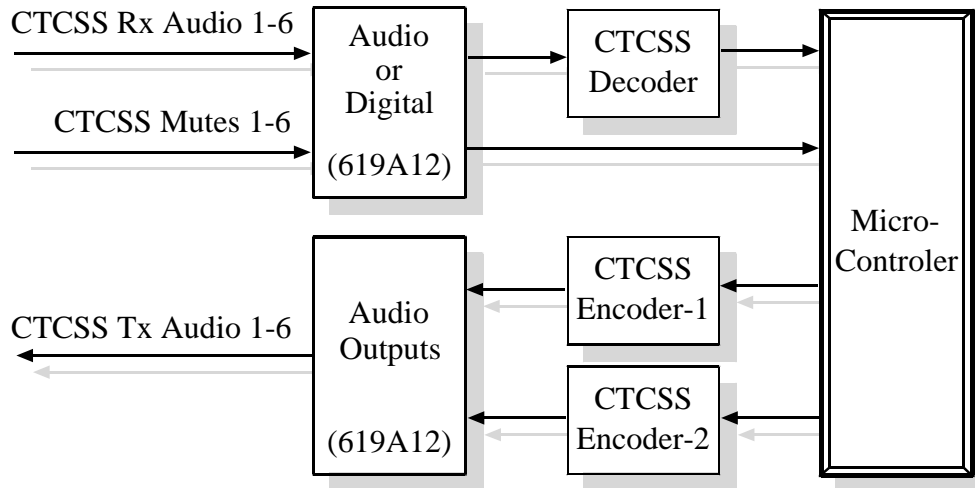 CTCSS Rx Audio 1-6
CTCSS Mutes 1-6
Audio
or
Digital
(619A12)
CTCSS
Decoder
Micro-
Controler
CTCSS
Encoder-1
CTCSS
Encoder-2
Audio
Outputs
(619A12)
CTCSS Tx Audio 1-6